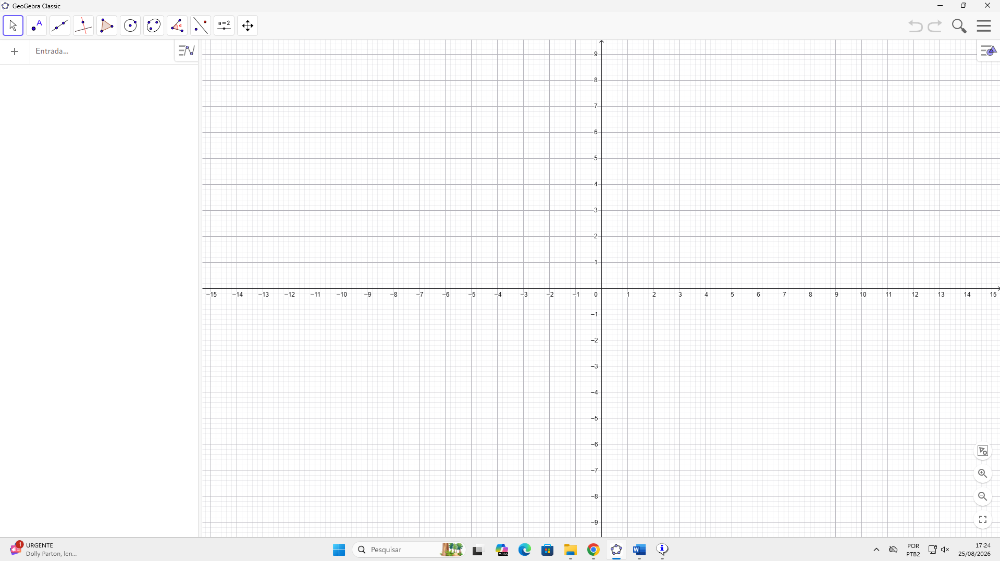 GeoGebra Classic
A
a=2
Entrada...
9
8
7
6
5
4
3
2
1
–15 –14 –13 –12 –11 –10 –9 –8 –7 –6 –5 –4 –3 –2 –1 0 1 2 3 4 5 6 7 8 9 10 11 12 13 14 15
–1
–2
–3
–4
–5
–6
–7
–8
–9
1
URGENTE
Dolly Parton, len...
Pesquisar
M365
POR
PTB2
17:24
25/08/2026